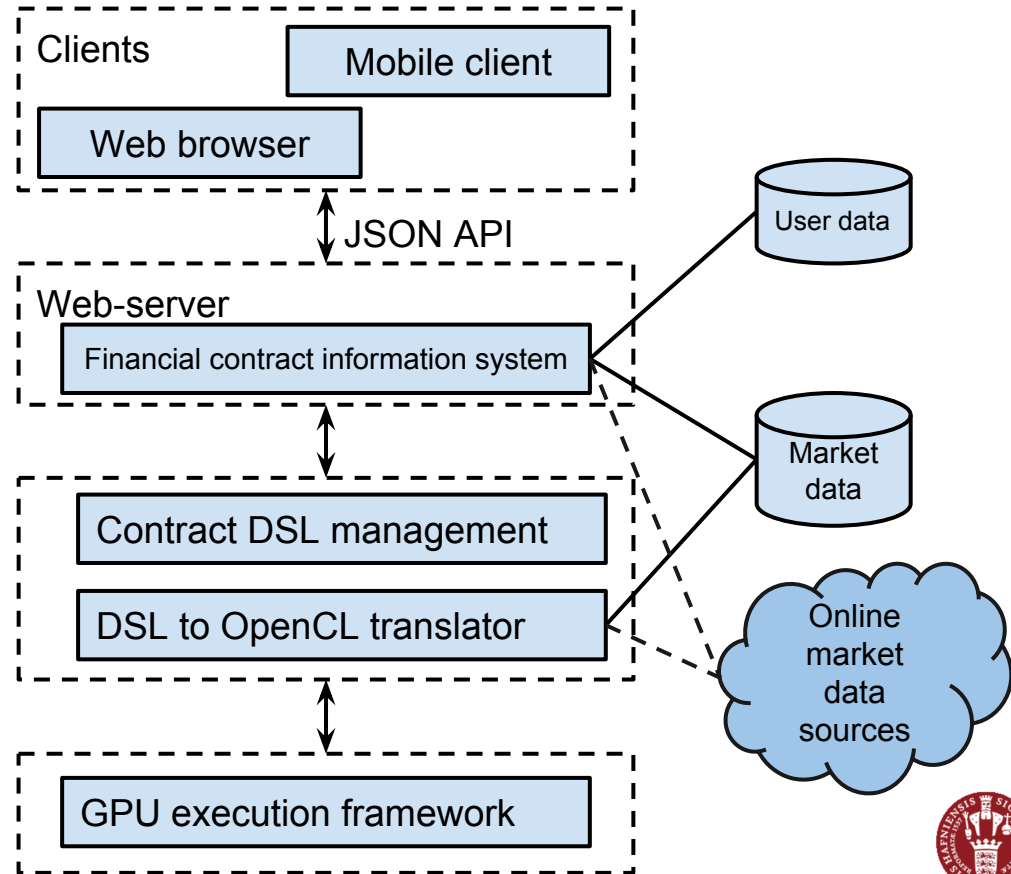 Clients
Mobile client
Web browser
JSON API
User data
Web-server
Financial contract information system
Market
data
Contract DSL management
DSL to OpenCL translator
Online
market
data
sources
GPU execution framework